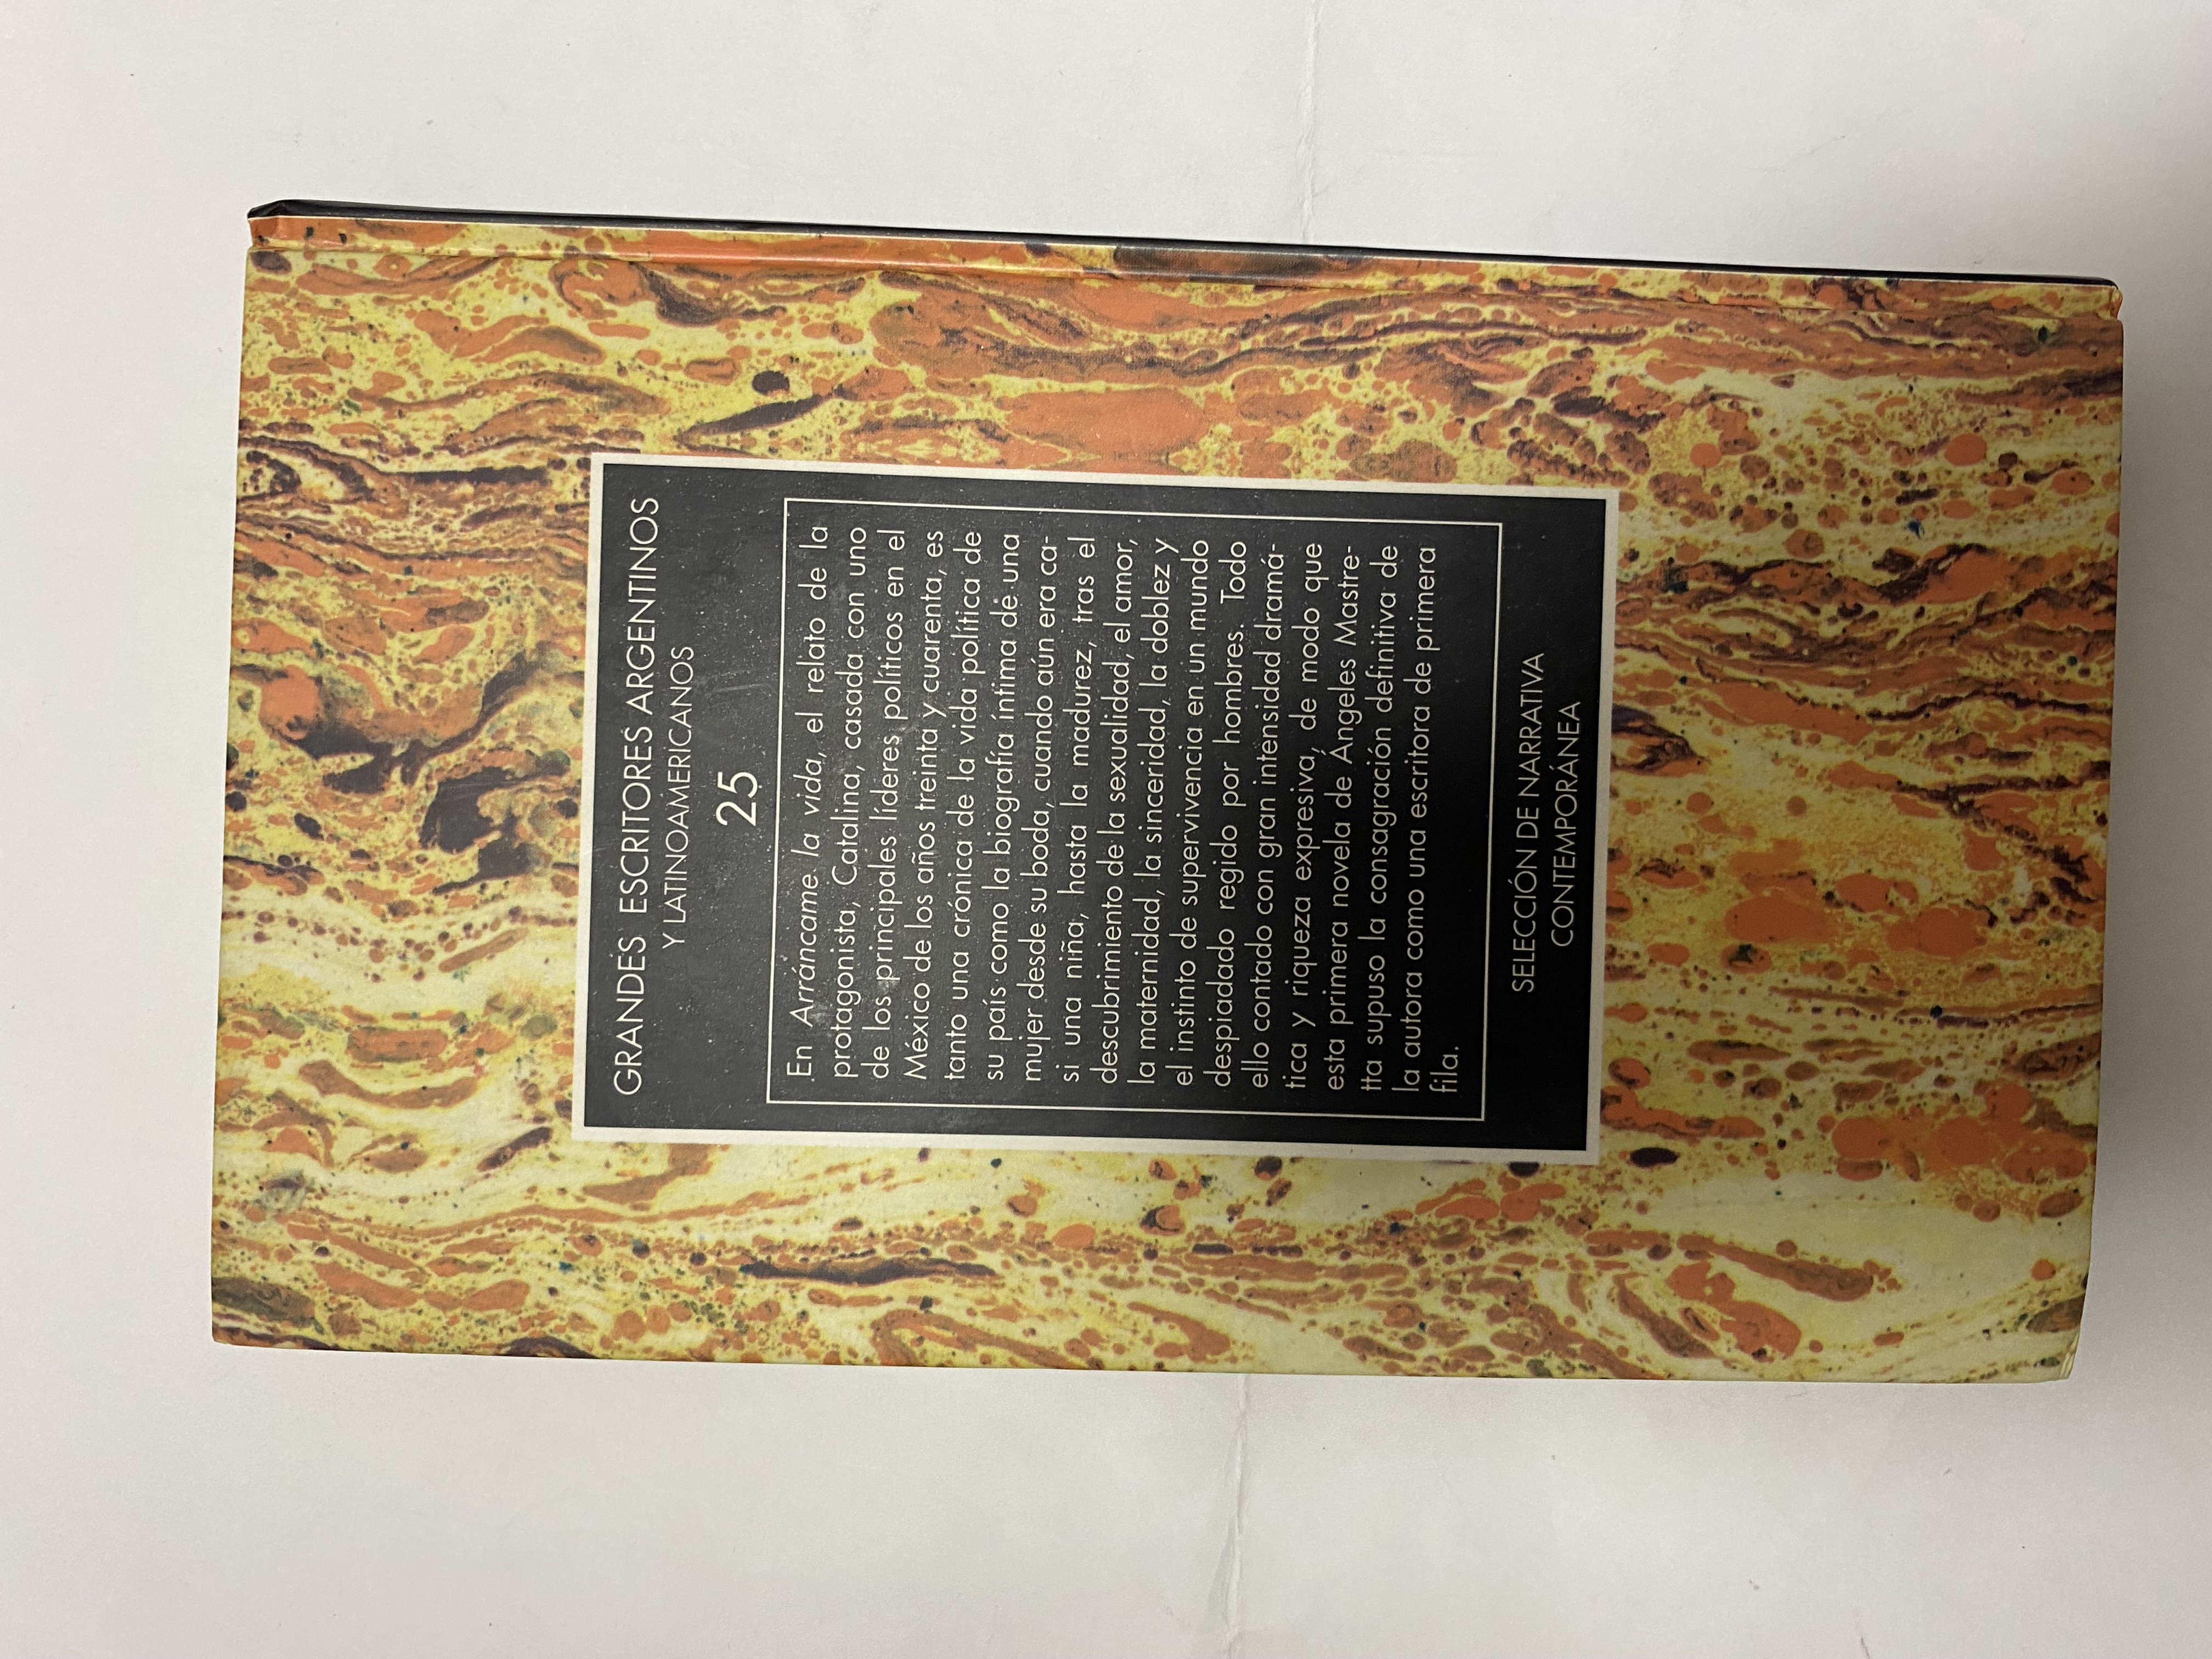 GRANDES ESCRITORES ARGENTINOS
Y LATINOAMERICANOS
25
En Arráncame la vida, el relato de la
protagonista, Catalina, casada con uno
de los principales líderes políticos en el
México de los años treinta y cuarenta, es
tanto una crónica de la vida política de
su país como la biografía íntima de una
mujer desde su boda, cuando aún era ca-
si una niña, hasta la madurez, tras el
descubrimiento de la sexualidad, el amor,
la maternidad, la sinceridad, la doblez y
el instinto de supervivencia en un mundo
despiadado regido por hombres. Todo
ello contado con gran intensidad dramá-
tica y riqueza expresiva, de modo que
esta primera novela de Ángeles Mastre-
tta supuso la consagración definitiva de
la autora como una escritora de primera
fila.
SELECCIÓN DE NARRATIVA
CONTEMPORÁNEA